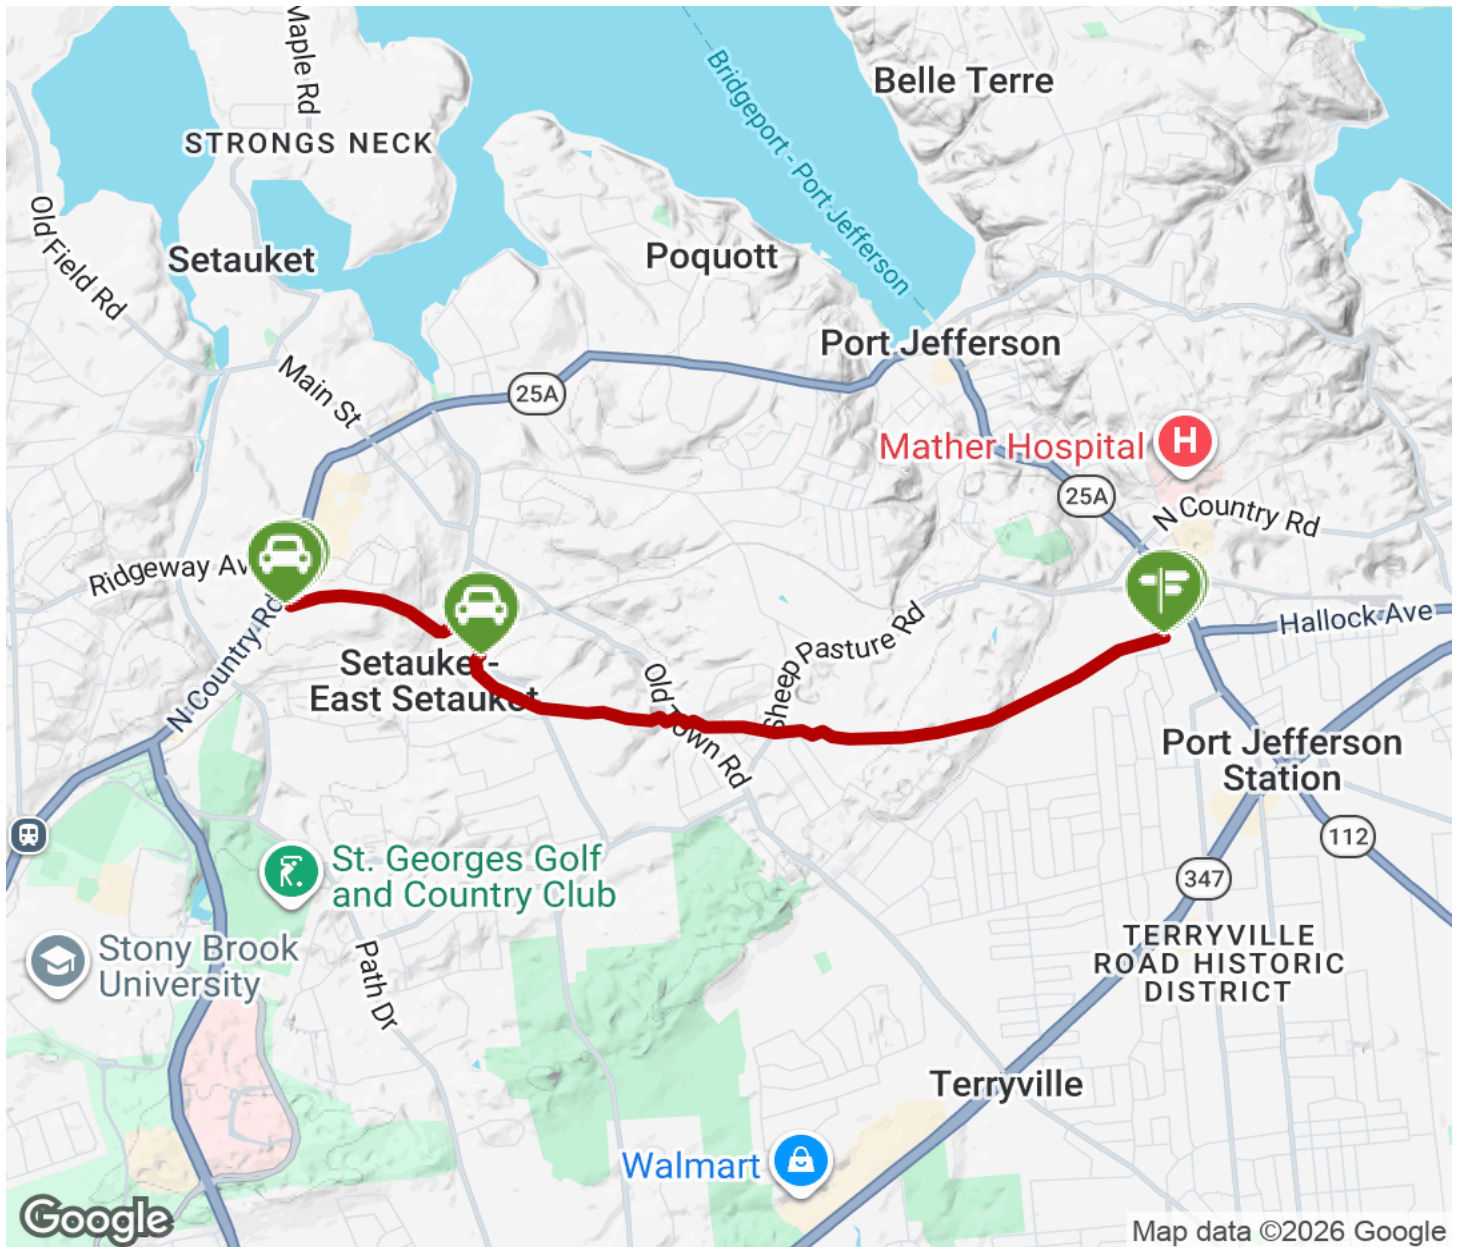 Maple Rd
Belle Terre
Bridgeport - Port Jefferson
STRONGS NECK
Old Field Rd
Setauket
Poquott
Port Jefferson
Main St
25A
Mather Hospital
H
25A
N Country Rd
Ridgeway Av
Hallock Ave
N Country Rd
Sheep Pasture Rd
Setauket-
East Setauket
Old Town Rd
Port Jefferson
Station
112
St. Georges Golf
and Country Club
347
Stony Brook
University
TERRYVILLE
ROAD HISTORIC
DISTRICT
Path Dr
Terryville
Walmart
Google
Map data ©2026 Google